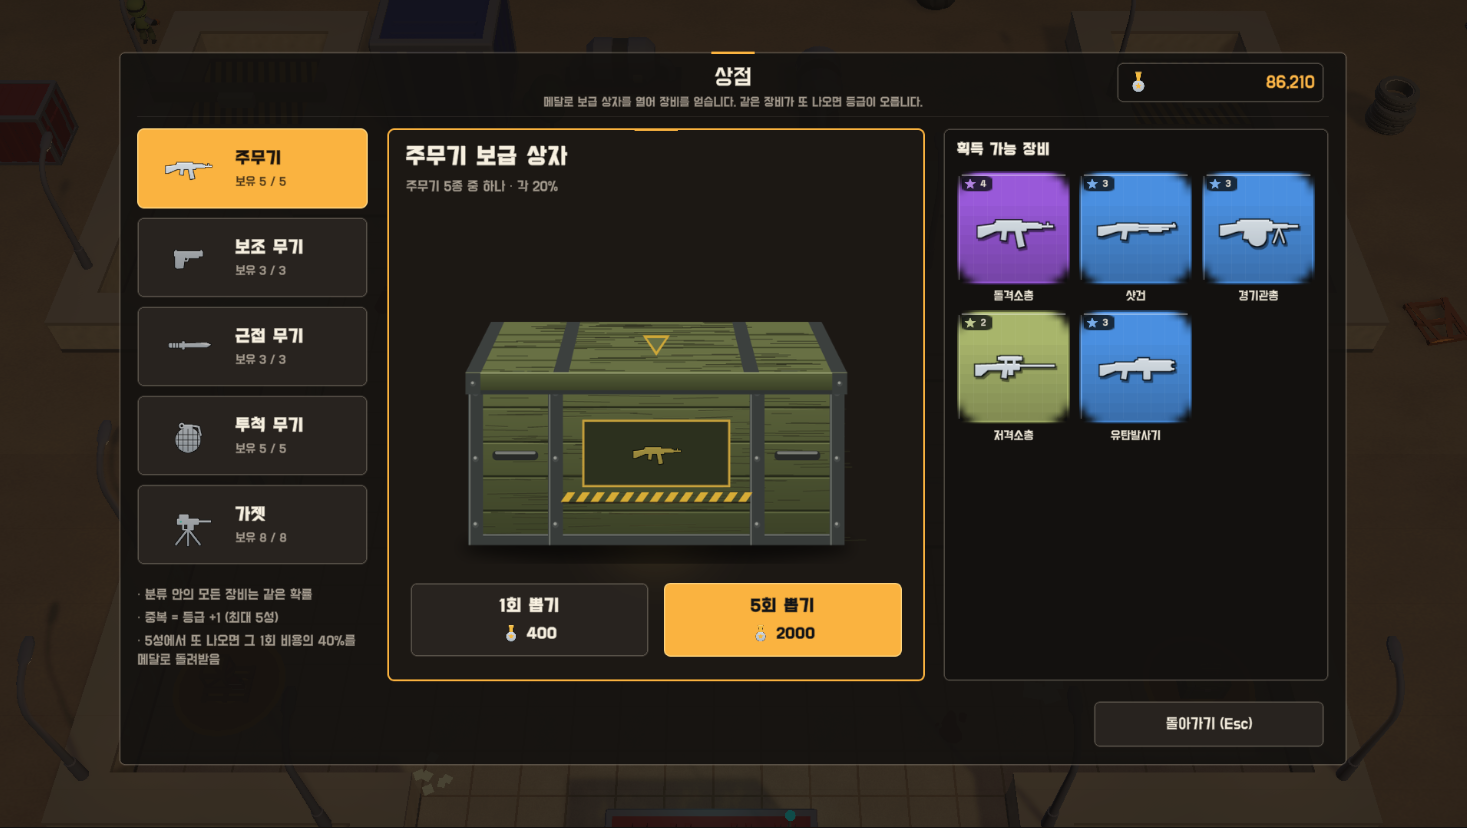 상점
메달로 보급 상자를 열어 장비를 얻습니다. 같은 장비가 또 나오면 등급이 오릅니다.
86,210
주무기
보유 5 / 5
보조 무기
보유 3 / 3
근접 무기
보유 3 / 3
투척 무기
보유 5 / 5
가젯
보유 8 / 8
· 분류 안의 모든 장비는 같은 확률
· 중복 = 등급 +1 (최대 5성)
· 5성에서 또 나오면 그 1회 비용의 40%를
메달로 돌려받음
주무기 보급 상자
주무기 5종 중 하나 · 각 20%
1회 뽑기
400
5회 뽑기
2000
획득 가능 장비
4
3
3
돌격소총
샷건
경기관총
2
3
저격소총
유탄발사기
돌아가기 (Esc)